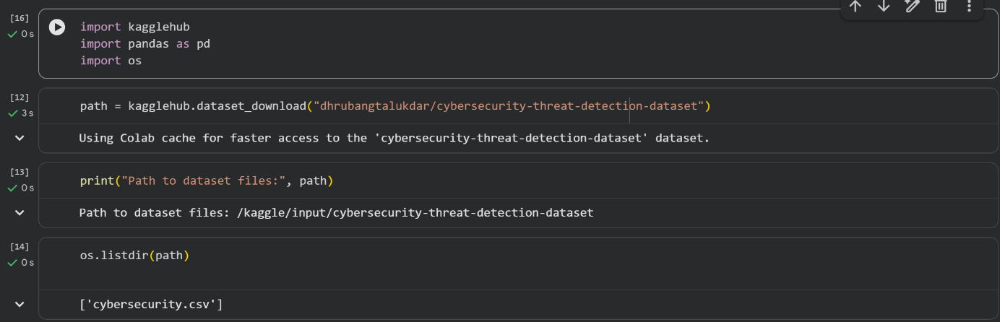 [16]
0 s
import kagglehub
import pandas as pd
import os
[12]
3 s
path = kagglehub.dataset_download("dhrubangtalukdar/cybersecurity-threat-detection-dataset")
Using Colab cache for faster access to the 'cybersecurity-threat-detection-dataset' dataset.
[13]
0 s
print("Path to dataset files:", path)
Path to dataset files: /kaggle/input/cybersecurity-threat-detection-dataset
[14]
0 s
os.listdir(path)
['cybersecurity.csv']